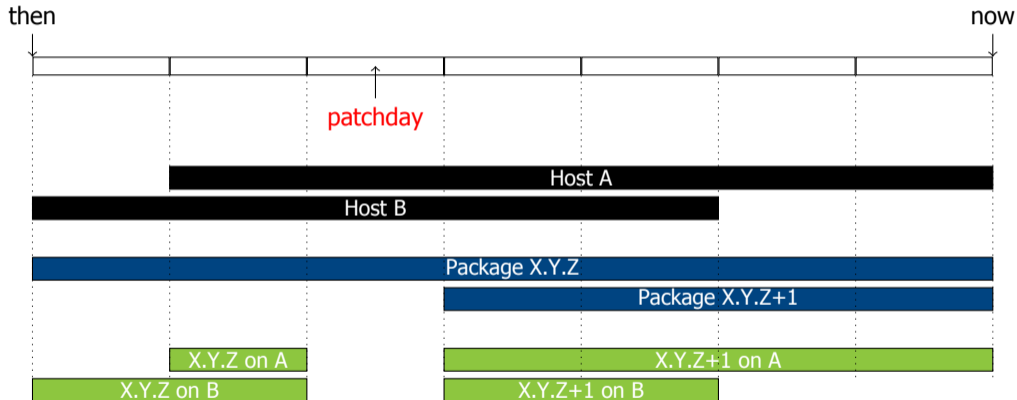 then
now
patchday
Host A
Host B
Package X.Y.Z
Package X.Y.Z+1
X.Y.Z on A
X.Y.Z+1 on A
X.Y.Z on B
X.Y.Z+1 on B